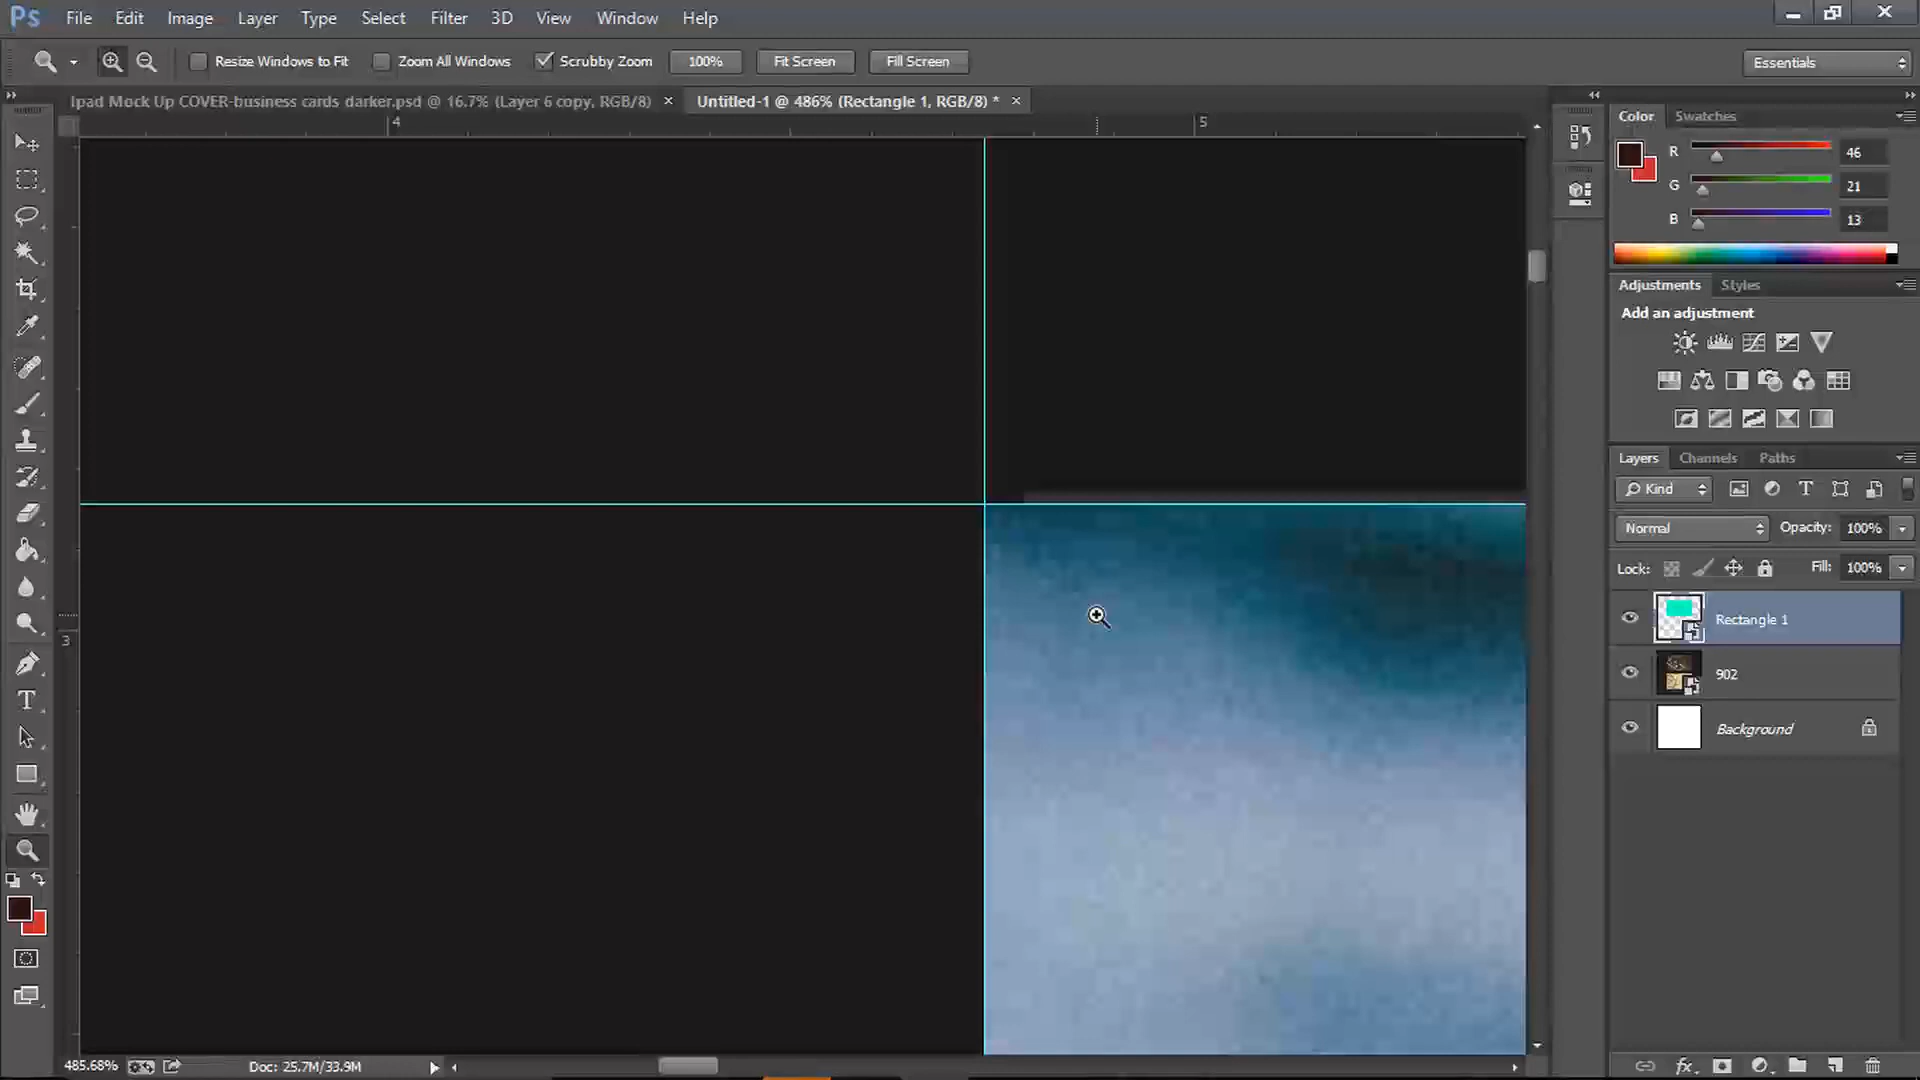 Ps File Edit Image Layer Type Select Filter 3D View Window Help
Resize Windows to Fit Zoom All Windows Scrubby Zoom 100% Fit Screen Fill Screen Essentials
Ipad Mock Up COVER-business cards darker.psd @ 16.7% (Layer 6 copy, RGB/8) × Untitled-1 @ 486% (Rectangle 1, RGB/8) * ×
4 5
3
Color Swatches
R 46
G 21
B 13
Adjustments Styles
Add an adjustment
Layers Channels Paths
Kind
Normal Opacity: 100%
Lock: Fill: 100%
Rectangle 1
902
Background
485.68% Doc: 25.7M/33.9M